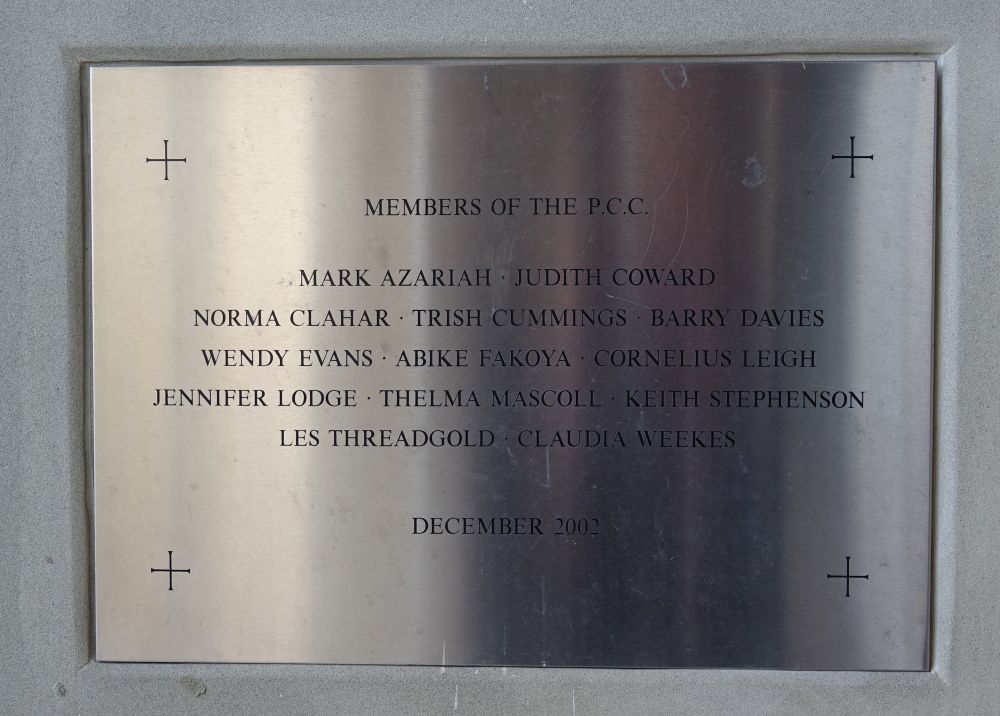 MEMBERS OF THE P.C.C.
MARK AZARIAH · JUDITH COWARD
NORMA CLAHAR · TRISH CUMMINGS · BARRY DAVIES
WENDY EVANS · ABIKE FAKOYA · CORNELIUS LEIGH
JENNIFER LODGE · THELMA MASCOLL · KEITH STEPHENSON
LES THREADGOLD · CLAUDIA WEEKES
DECEMBER 2002